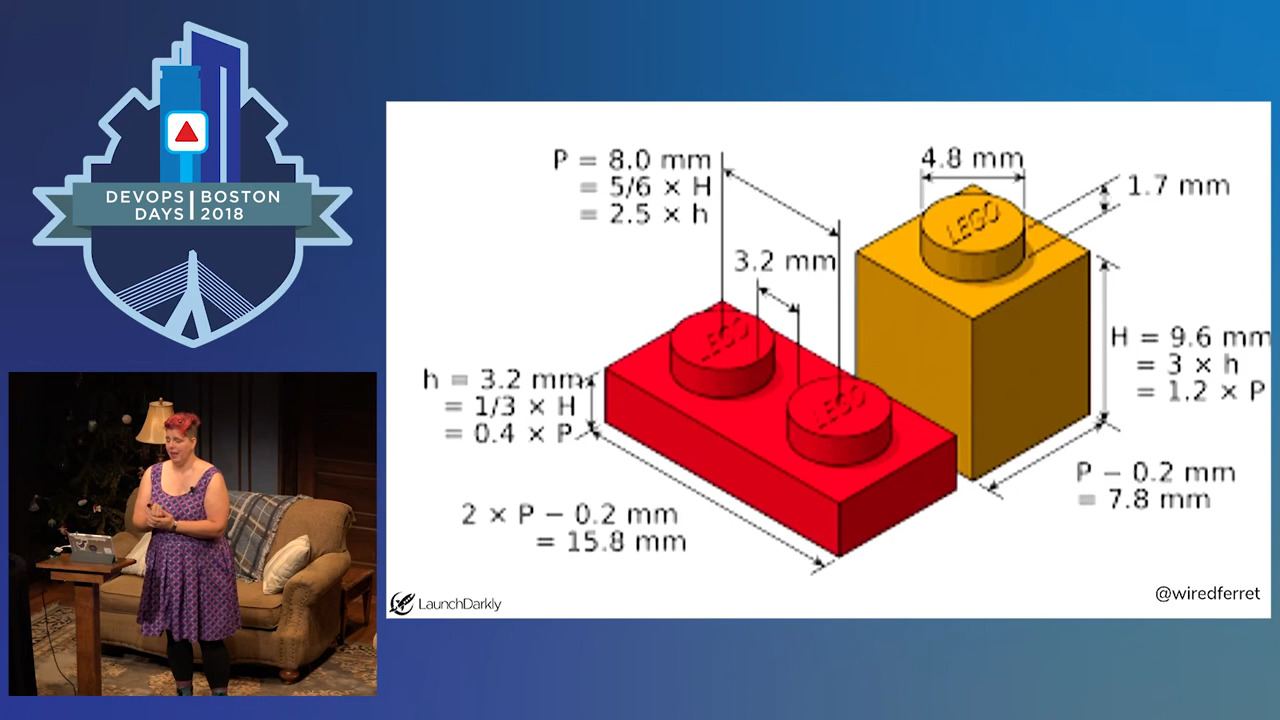 DEVOPS BOSTON
DAYS 2018
P = 8.0 mm
= 5/6 × H
= 2.5 × h
3.2 mm
4.8 mm
1.7 mm
LEGO
LEGO
LEGO
h = 3.2 mm
= 1/3 × H
= 0.4 × P
H = 9.6 mm
= 3 × h
= 1.2 × P
P − 0.2 mm
= 7.8 mm
2 × P − 0.2 mm
= 15.8 mm
@wiredferret
LaunchDarkly